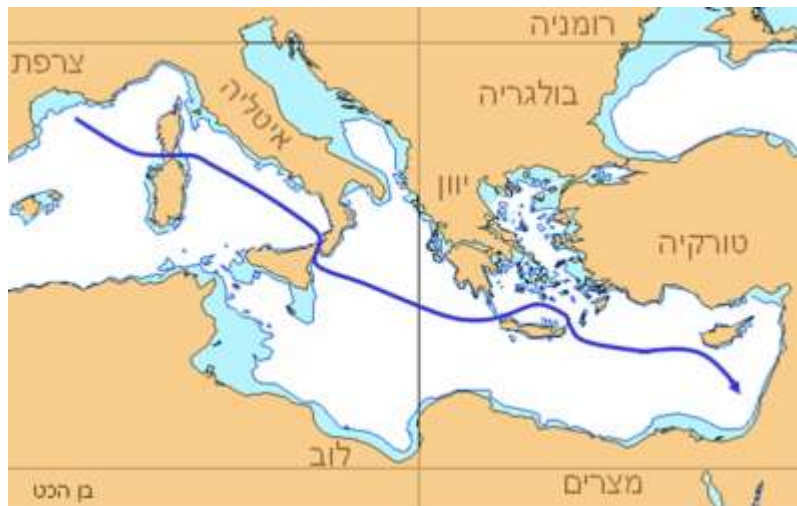 רומניה
צרפת
בולגריה
איטליה
יוון
טורקיה
לוב
מצרים
בן הכט